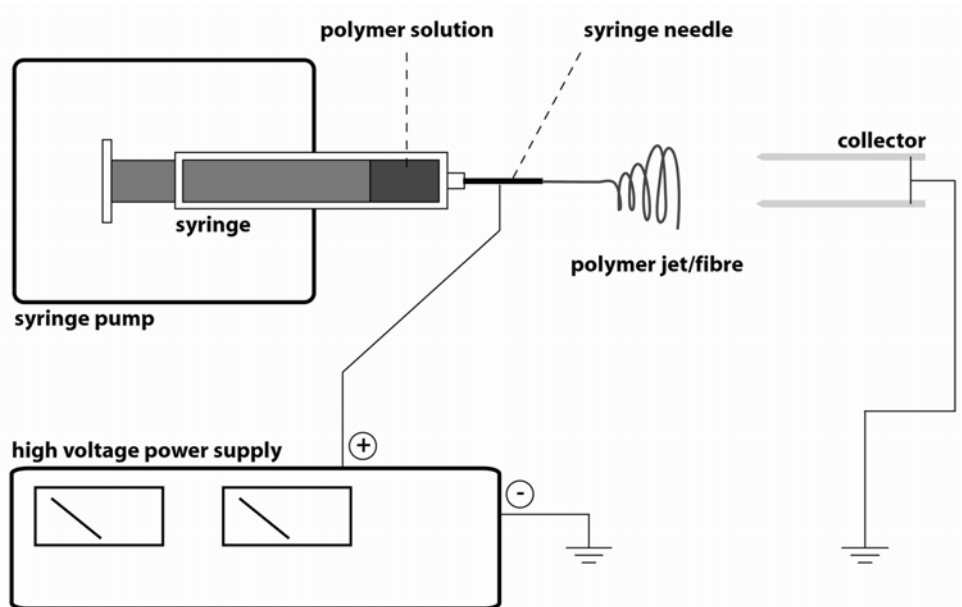 polymer solution
syringe needle
collector
syringe
polymer jet/fibre
syringe pump
high voltage power supply
+
-